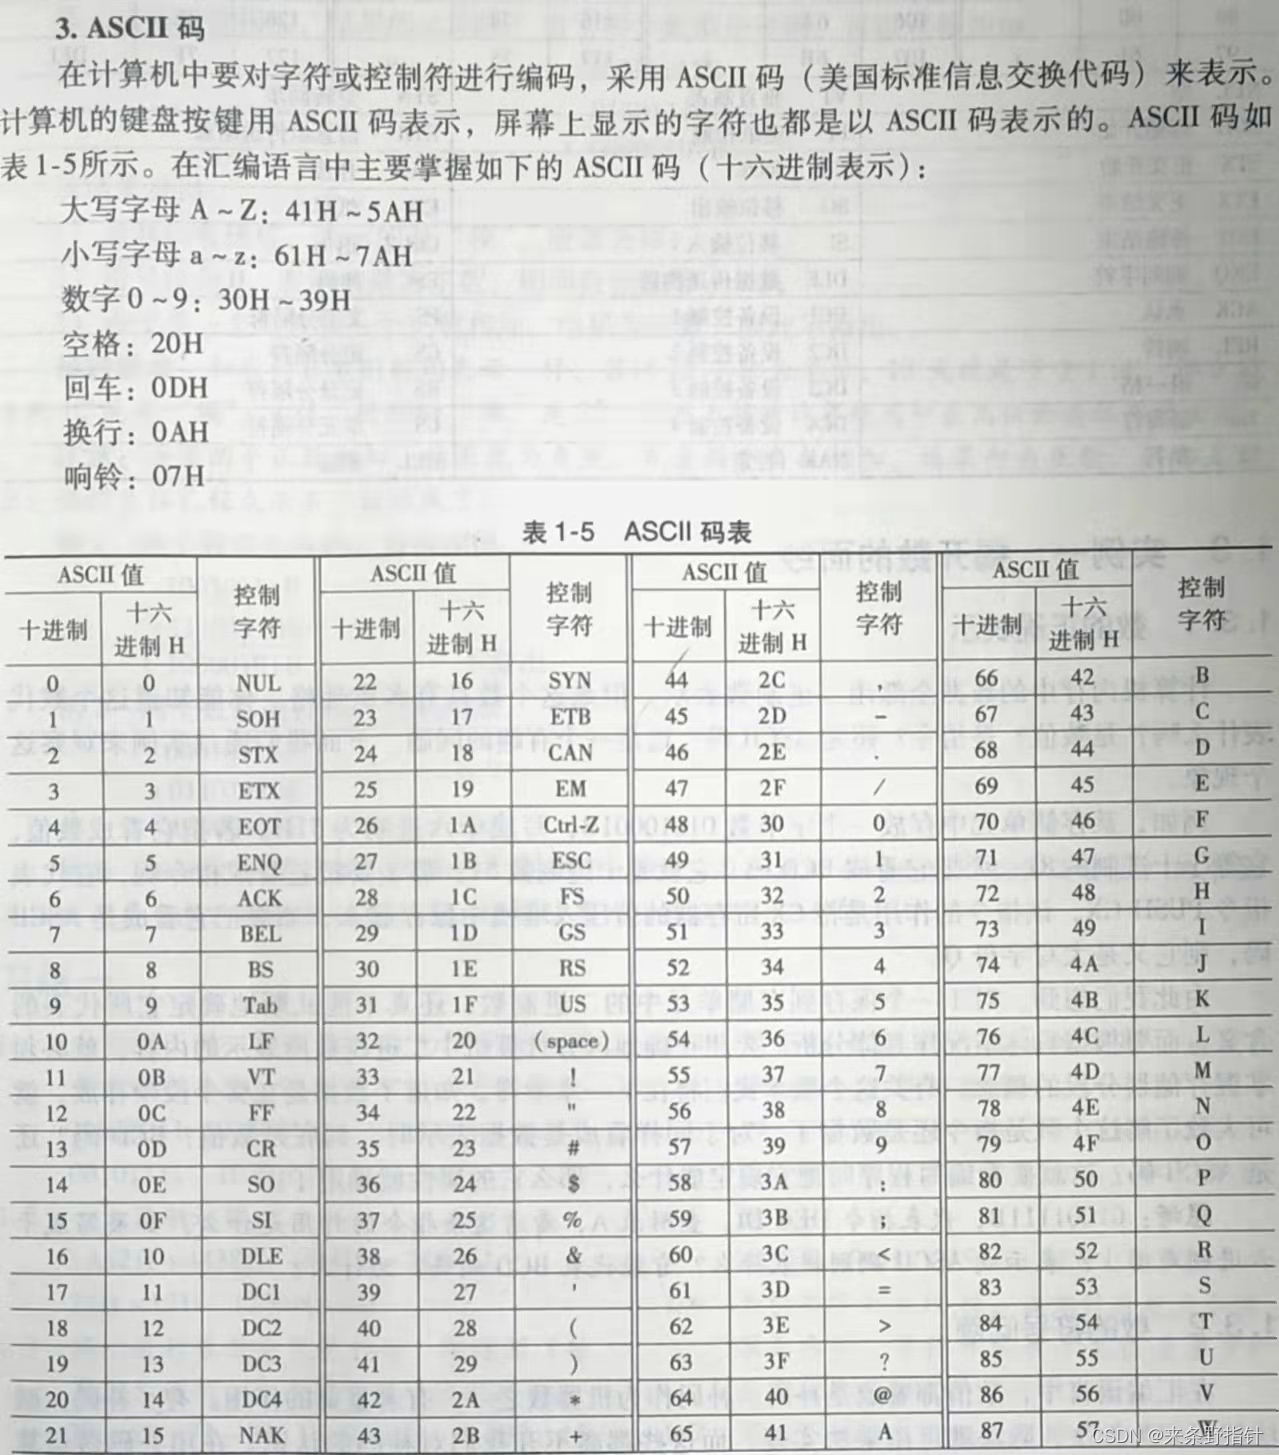 3. ASCII 码
在计算机中要对字符或控制符进行编码，采用 ASCII 码（美国标准信息交换代码）来表示。
计算机的键盘按键用 ASCII 码表示，屏幕上显示的字符也都是以 ASCII 码表示的。ASCII 码如
表 1-5所示。在汇编语言中主要掌握如下的 ASCII 码（十六进制表示）：
大写字母 A ~ Z：41H ~ 5AH
小写字母 a ~ z：61H ~ 7AH
数字 0 ~ 9：30H ~ 39H
空格：20H
回车：0DH
换行：0AH
响铃：07H
表 1-5 ASCII 码表
ASCII 值 控制字符 ASCII 值 控制字符 ASCII 值 控制字符 ASCII 值 控制字符
十进制 十六进制 H 十进制 十六进制 H 十进制 十六进制 H 十进制 十六进制 H
0 0 NUL 22 16 SYN 44 2C , 66 42 B
1 1 SOH 23 17 ETB 45 2D - 67 43 C
2 2 STX 24 18 CAN 46 2E . 68 44 D
3 3 ETX 25 19 EM 47 2F / 69 45 E
4 4 EOT 26 1A Ctrl-Z 48 30 0 70 46 F
5 5 ENQ 27 1B ESC 49 31 1 71 47 G
6 6 ACK 28 1C FS 50 32 2 72 48 H
7 7 BEL 29 1D GS 51 33 3 73 49 I
8 8 BS 30 1E RS 52 34 4 74 4A J
9 9 Tab 31 1F US 53 35 5 75 4B K
10 0A LF 32 20 (space) 54 36 6 76 4C L
11 0B VT 33 21 ! 55 37 7 77 4D M
12 0C FF 34 22 " 56 38 8 78 4E N
13 0D CR 35 23 # 57 39 9 79 4F O
14 0E SO 36 24 $ 58 3A : 80 50 P
15 0F SI 37 25 % 59 3B ; 81 51 Q
16 10 DLE 38 26 & 60 3C < 82 52 R
17 11 DC1 39 27 ' 61 3D = 83 53 S
18 12 DC2 40 28 ( 62 3E > 84 54 T
19 13 DC3 41 29 ) 63 3F ? 85 55 U
20 14 DC4 42 2A * 64 40 @ 86 56 V
21 15 NAK 43 2B + 65 41 A 87 57 W
CSDN @来条野指针